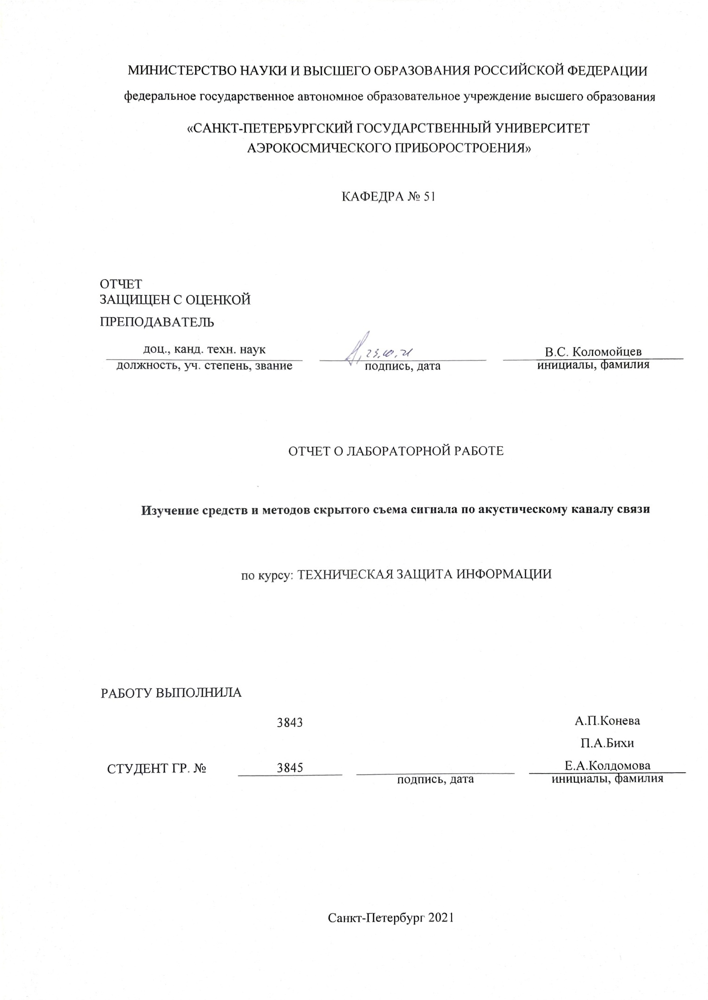 МИНИСТЕРСТВО НАУКИ И ВЫСШЕГО ОБРАЗОВАНИЯ РОССИЙСКОЙ ФЕДЕРАЦИИ
федеральное государственное автономное образовательное учреждение высшего образования
«САНКТ-ПЕТЕРБУРГСКИЙ ГОСУДАРСТВЕННЫЙ УНИВЕРСИТЕТ
АЭРОКОСМИЧЕСКОГО ПРИБОРОСТРОЕНИЯ»
КАФЕДРА № 51
ОТЧЕТ
ЗАЩИЩЕН С ОЦЕНКОЙ
ПРЕПОДАВАТЕЛЬ
доц., канд. техн. наук 23.10.21 В.С. Коломойцев
должность, уч. степень, звание подпись, дата инициалы, фамилия
ОТЧЕТ О ЛАБОРАТОРНОЙ РАБОТЕ
Изучение средств и методов скрытого съема сигнала по акустическому каналу связи
по курсу: ТЕХНИЧЕСКАЯ ЗАЩИТА ИНФОРМАЦИИ
РАБОТУ ВЫПОЛНИЛА
3843 А.П.Конева
П.А.Бихи
СТУДЕНТ ГР. № 3845 Е.А.Колдомова
подпись, дата инициалы, фамилия
Санкт-Петербург 2021